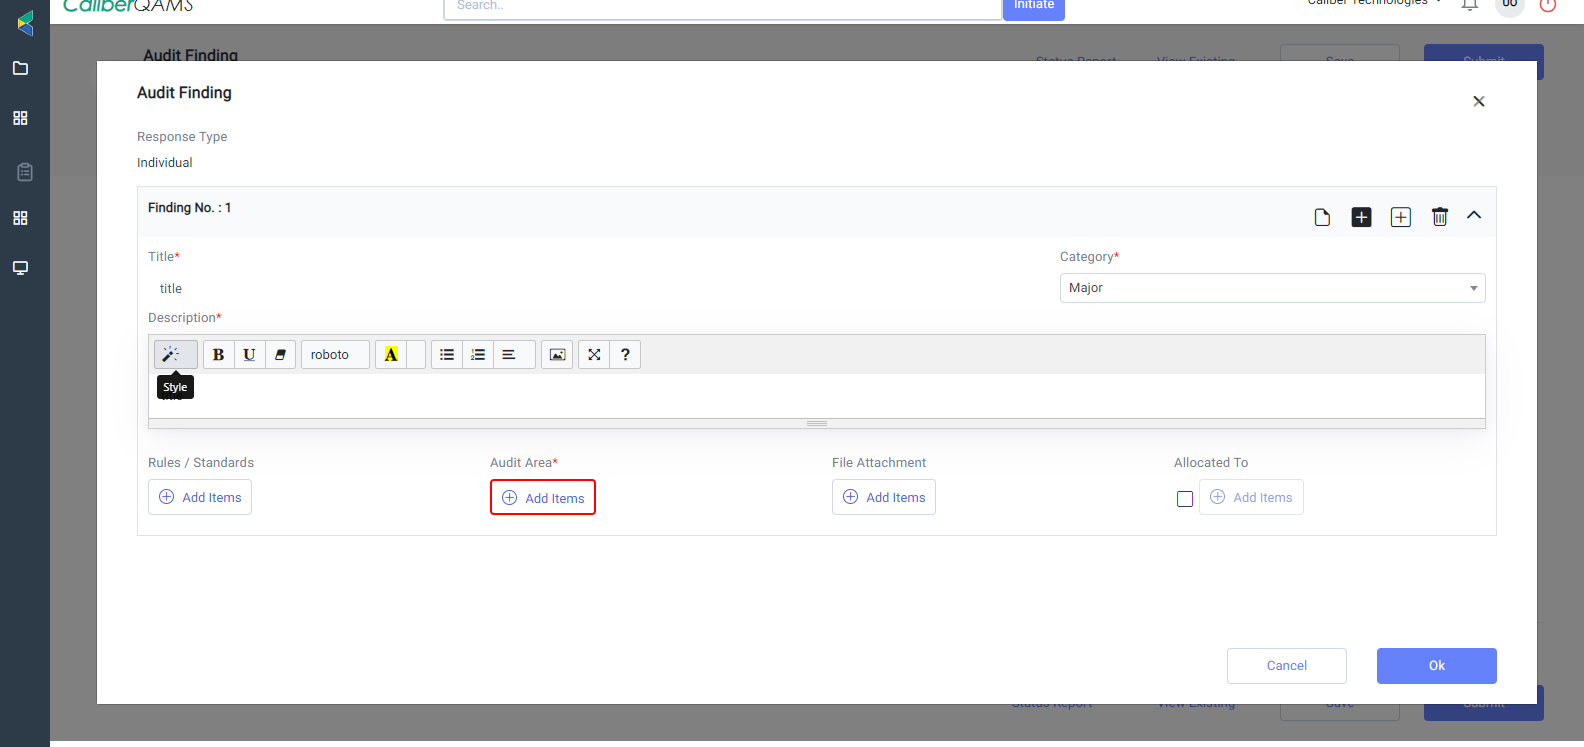 CaliberQAMS
Search..
Initiate
Caliber Technologies
Audit Finding
Status Report
View Existing
Save
Submit
Audit Finding
Response Type
Individual
Finding No. : 1
Title*
Category*
title
Major
Description*
B U roboto A ?
Style
Rules / Standards
Audit Area*
File Attachment
Allocated To
Add Items
Add Items
Add Items
Add Items
Cancel
Ok
Status Report
View Existing
Save
Submit